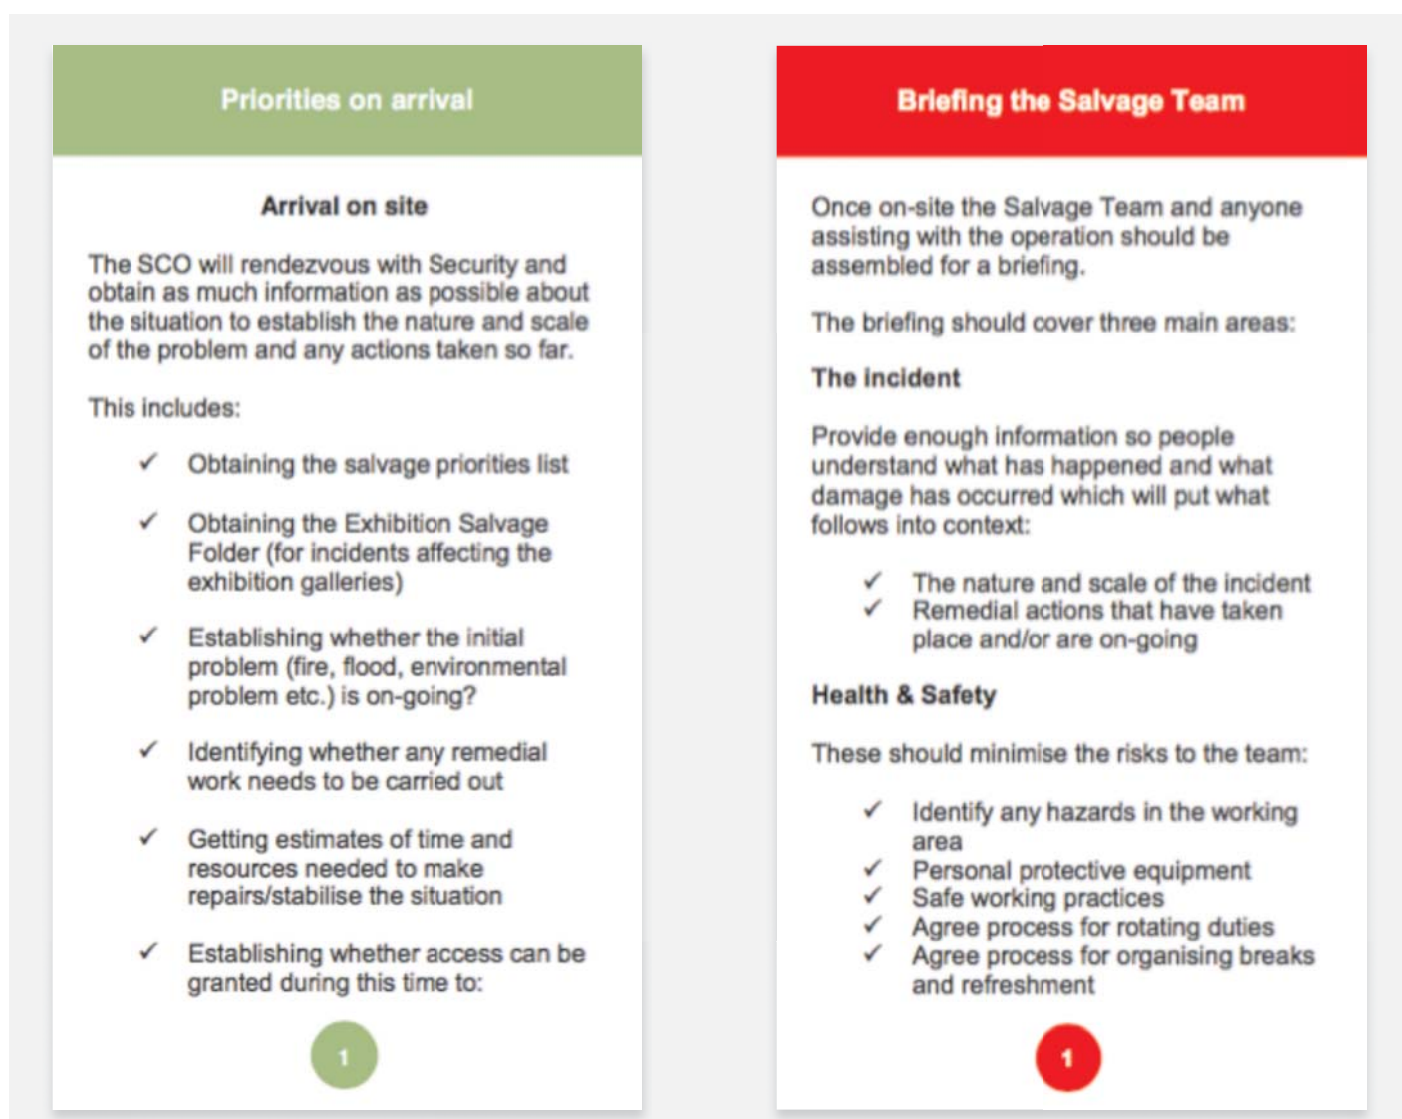 Priorities on arrival
Arrival on site
The SCO will rendezvous with Security and
obtain as much information as possible about
the situation to establish the nature and scale
of the problem and any actions taken so far.
This includes:
✓ Obtaining the salvage priorities list
✓ Obtaining the Exhibition Salvage
Folder (for incidents affecting the
exhibition galleries)
✓ Establishing whether the initial
problem (fire, flood, environmental
problem etc.) is on-going?
✓ Identifying whether any remedial
work needs to be carried out
✓ Getting estimates of time and
resources needed to make
repairs/stabilise the situation
✓ Establishing whether access can be
granted during this time to:
1
Briefing the Salvage Team
Once on-site the Salvage Team and anyone
assisting with the operation should be
assembled for a briefing.
The briefing should cover three main areas:
The incident
Provide enough information so people
understand what has happened and what
damage has occurred which will put what
follows into context:
✓ The nature and scale of the incident
✓ Remedial actions that have taken
place and/or are on-going
Health & Safety
These should minimise the risks to the team:
✓ Identify any hazards in the working
area
✓ Personal protective equipment
✓ Safe working practices
✓ Agree process for rotating duties
✓ Agree process for organising breaks
and refreshment
1